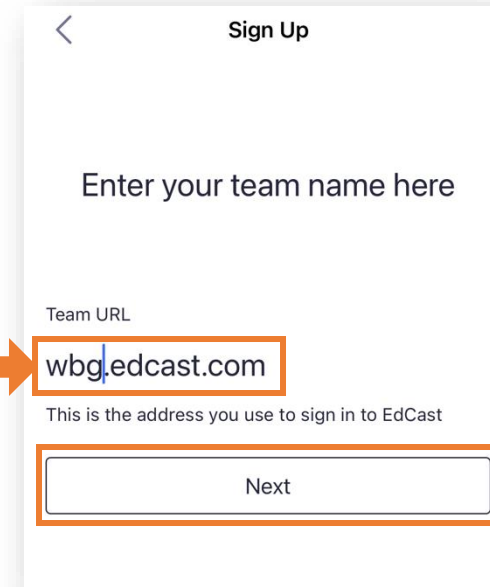 Sign Up
Enter your team name here
Team URL
wbg.edcast.com
This is the address you use to sign in to EdCast
Next